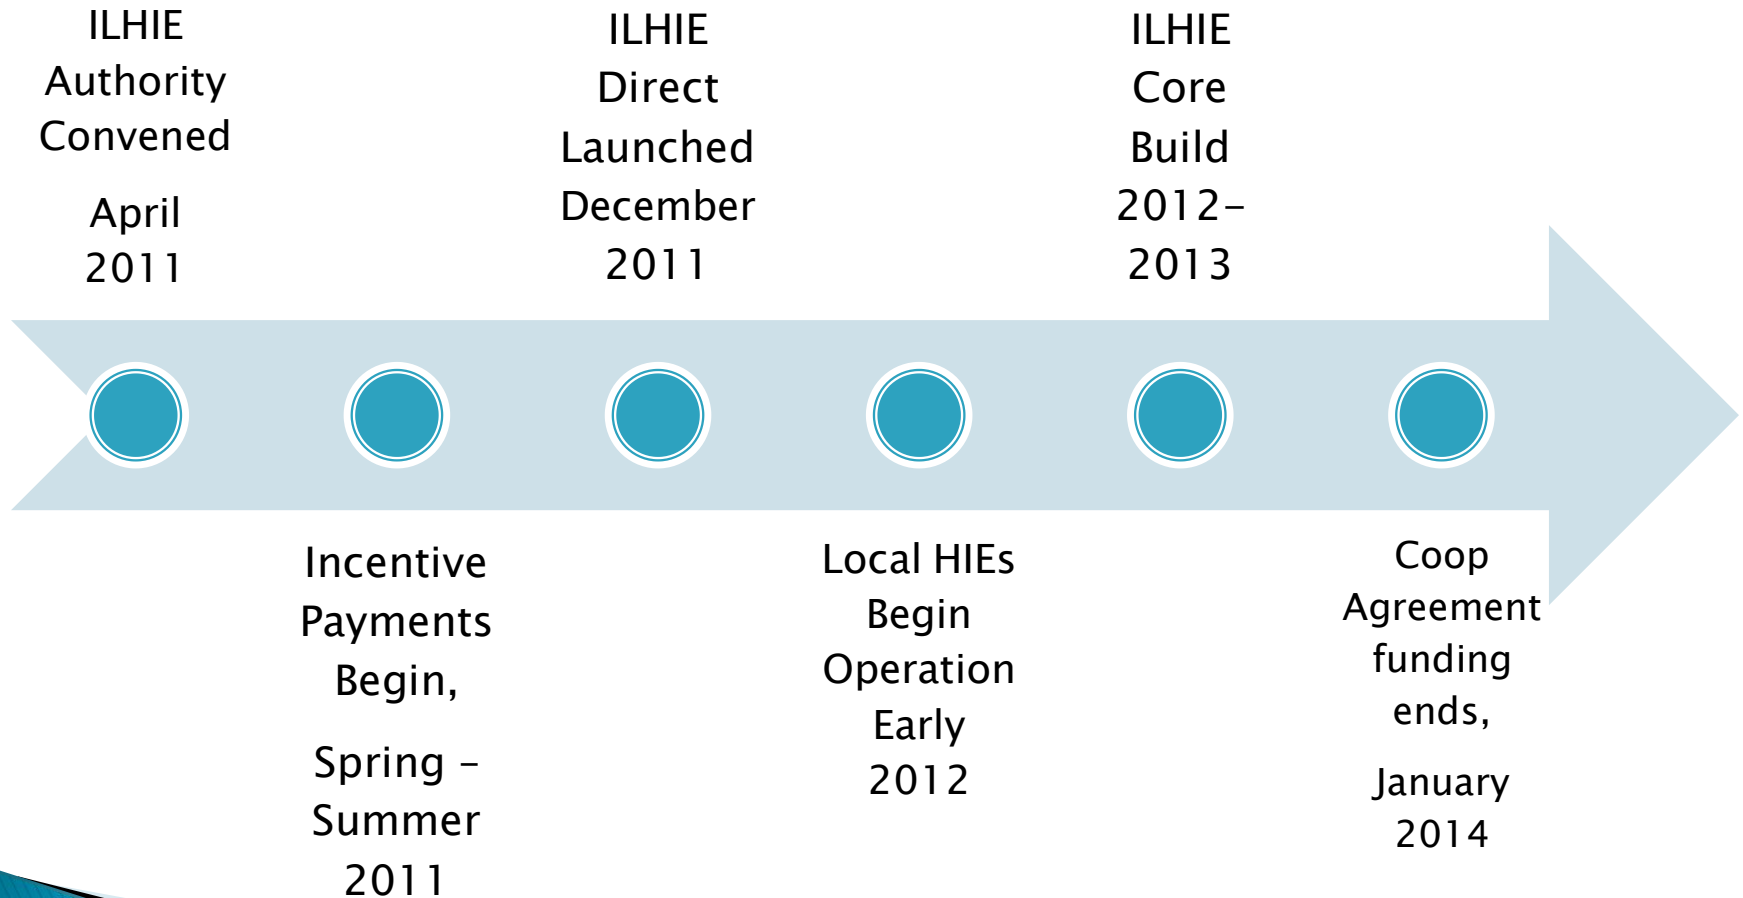 ILHIE
Authority
Convened
April
2011
Incentive
Payments
Begin,
Spring –
Summer
2011
ILHIE
Direct
Launched
December
2011
Local HIEs
Begin
Operation
Early
2012
ILHIE
Core
Build
2012–
2013
Coop
Agreement
funding
ends,
January
2014